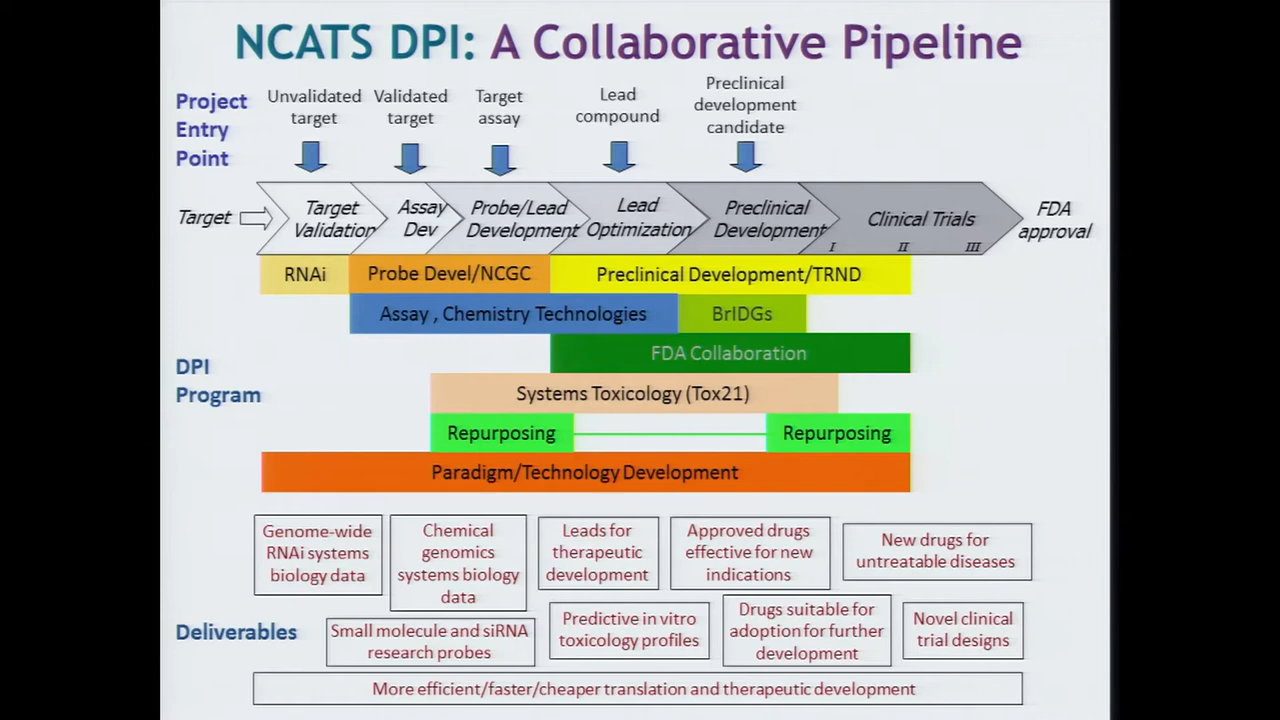 NCATS DPI: A Collaborative Pipeline
Project
Entry
Point
Unvalidated
target
Validated
target
Target
assay
Lead
compound
Preclinical
development
candidate
Target
Target
Validation
Assay
Dev
Probe/Lead
Development
Lead
Optimization
Preclinical
Development
Clinical Trials
I
II
III
FDA
approval
RNAi
Probe Devel/NCGC
Preclinical Development/TRND
Assay , Chemistry Technologies
BrIDGs
FDA Collaboration
DPI
Program
Systems Toxicology (Tox21)
Repurposing
Repurposing
Paradigm/Technology Development
Genome-wide
RNAi systems
biology data
Chemical
genomics
systems biology
data
Leads for
therapeutic
development
Approved drugs
effective for new
indications
New drugs for
untreatable diseases
Deliverables
Small molecule and siRNA
research probes
Predictive in vitro
toxicology profiles
Drugs suitable for
adoption for further
development
Novel clinical
trial designs
More efficient/faster/cheaper translation and therapeutic development